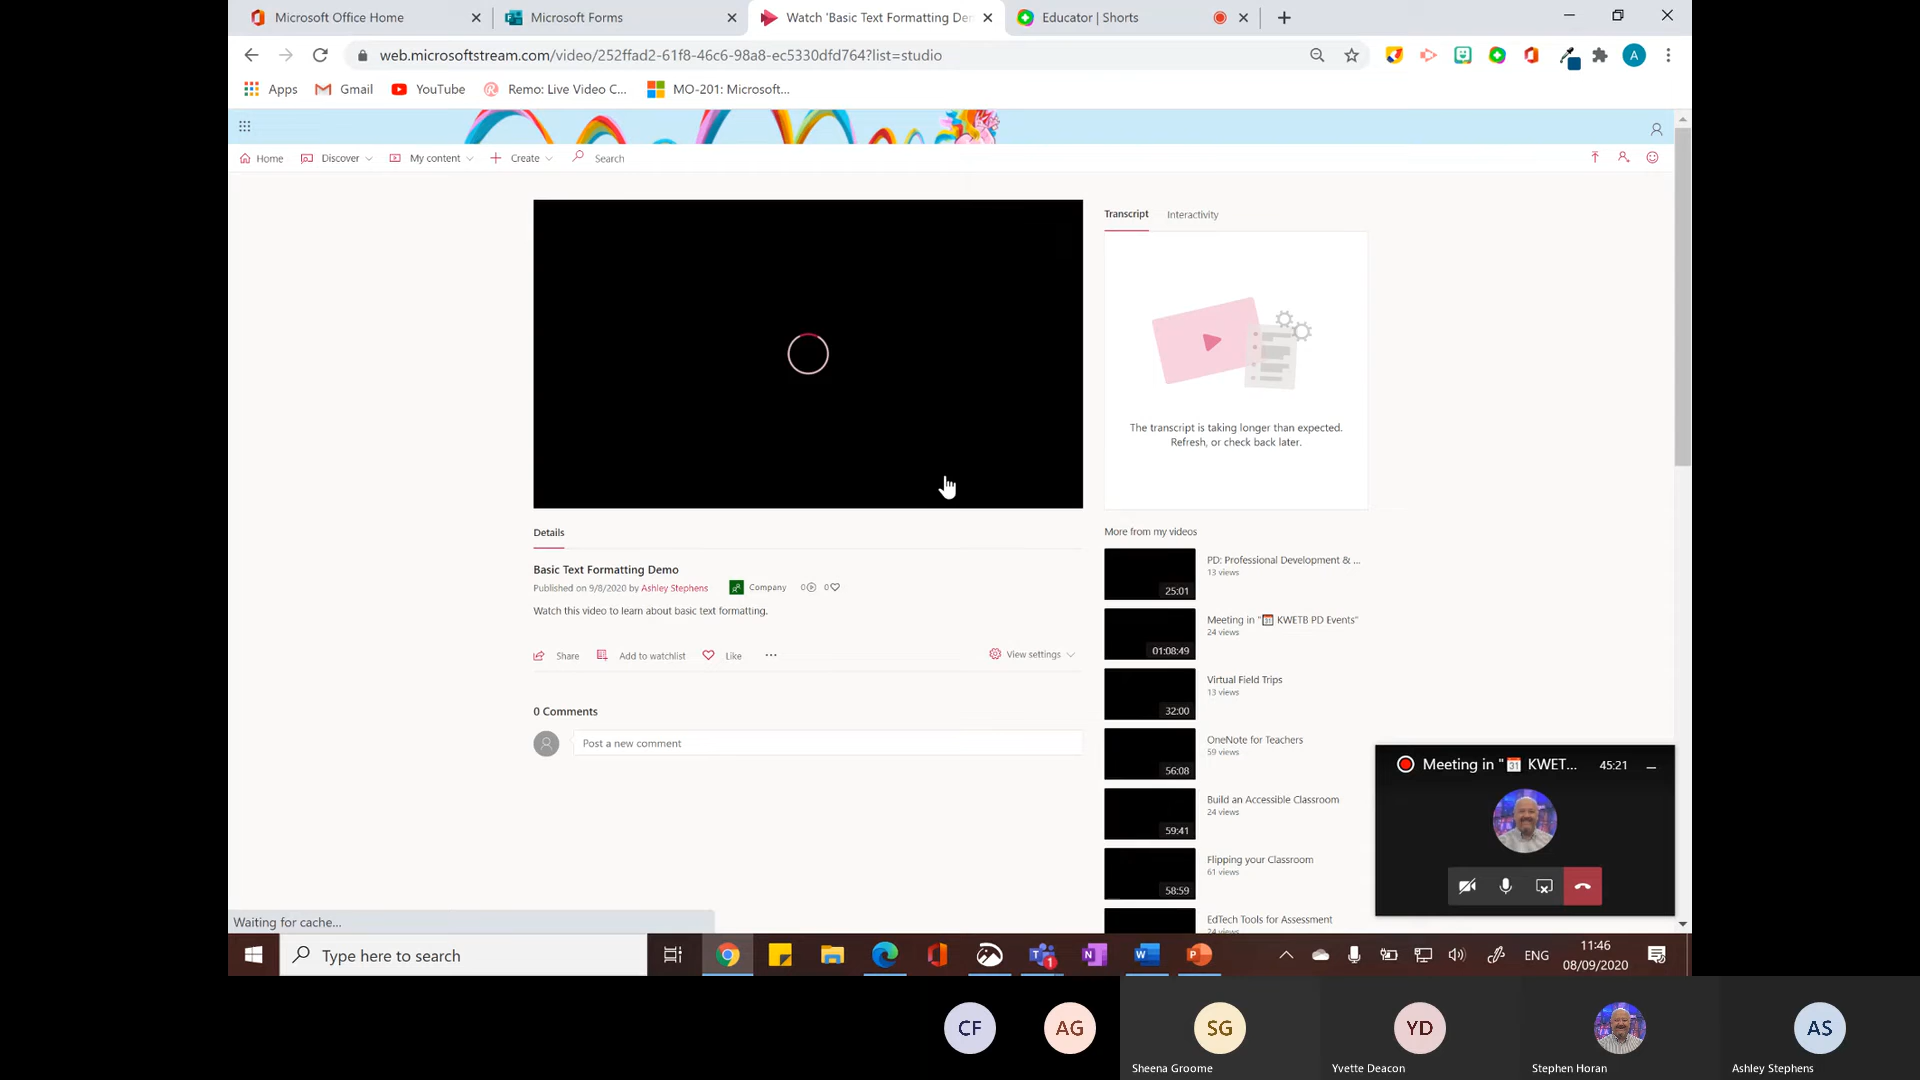 Microsoft Office Home
Microsoft Forms
Watch 'Basic Text Formatting De
Educator | Shorts
web.microsoftstream.com/video/252ffad2-61f8-46c6-98a8-ec5330dfd764?list=studio
A
Apps
Gmail
YouTube
Remo: Live Video C...
MO-201: Microsoft...
Home
Discover
My content
Create
Search
Transcript
Interactivity
The transcript is taking longer than expected.
Refresh, or check back later.
Details
Basic Text Formatting Demo
Published on 9/8/2020 by Ashley Stephens
Company
0
0
Watch this video to learn about basic text formatting.
Share
Add to watchlist
Like
...
View settings
0 Comments
Post a new comment
More from my videos
25:01
PD: Professional Development & ...
13 views
01:08:49
Meeting in "31 KWETB PD Events"
24 views
32:00
Virtual Field Trips
13 views
56:08
OneNote for Teachers
59 views
59:41
Build an Accessible Classroom
24 views
58:59
Flipping your Classroom
61 views
EdTech Tools for Assessment
24 views
Meeting in "31 KWET...
45:21
Waiting for cache...
Type here to search
1
N
W
P
ENG
11:46
08/09/2020
CF
AG
SG
YD
AS
Sheena Groome
Yvette Deacon
Stephen Horan
Ashley Stephens